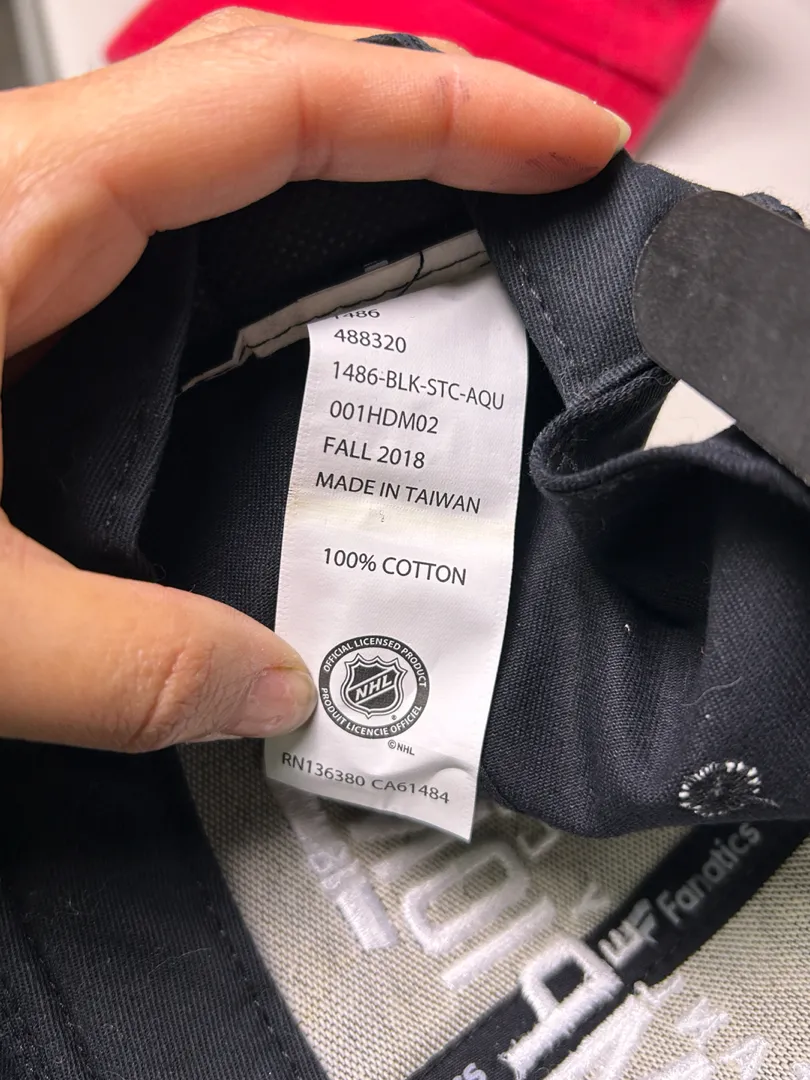 1486
488320
1486-BLK-STC-AQU
001HDM02
FALL 2018
MADE IN TAIWAN
100% COTTON
OFFICIAL LICENSED PRODUCT
NHL
PRODUIT LICENCIE OFFICIEL
®
©NHL
RN136380 CA61484
Fanatics